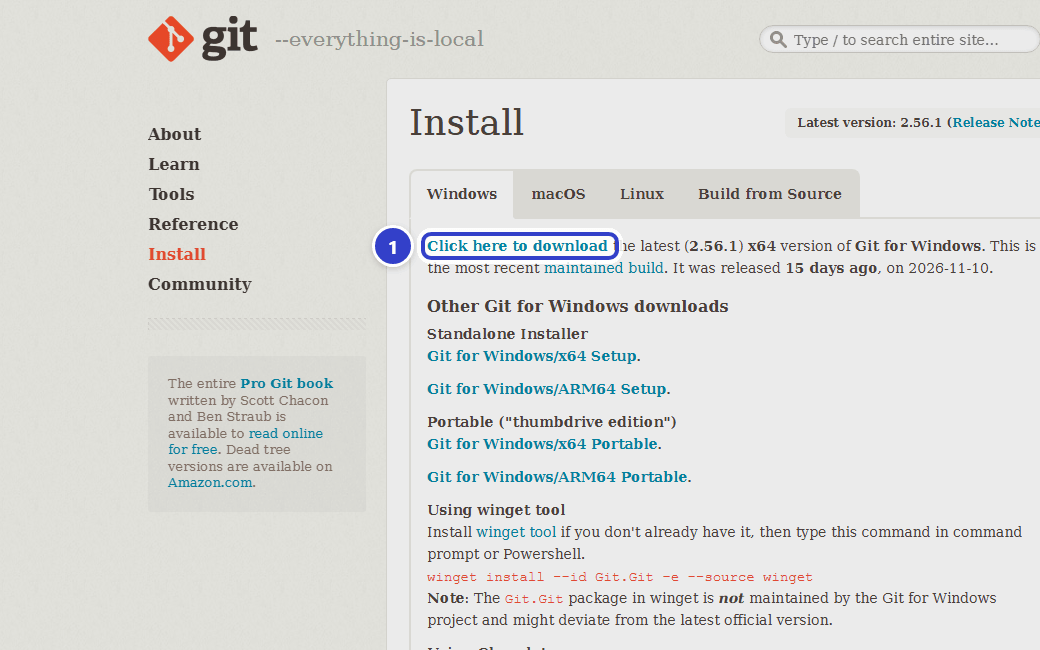 git --everything-is-local
Type / to search entire site...
About
Learn
Tools
Reference
Install
Community
The entire Pro Git book
written by Scott Chacon
and Ben Straub is
available to read online
for free. Dead tree
versions are available on
Amazon.com.
Install
Latest version: 2.56.1 (Release Note
Windows
macOS
Linux
Build from Source
1
Click here to download the latest (2.56.1) x64 version of Git for Windows. This is
the most recent maintained build. It was released 15 days ago, on 2026-11-10.
Other Git for Windows downloads
Standalone Installer
Git for Windows/x64 Setup.
Git for Windows/ARM64 Setup.
Portable ("thumbdrive edition")
Git for Windows/x64 Portable.
Git for Windows/ARM64 Portable.
Using winget tool
Install winget tool if you don't already have it, then type this command in command
prompt or Powershell.
winget install --id Git.Git -e --source winget
Note: The Git.Git package in winget is not maintained by the Git for Windows
project and might deviate from the latest official version.